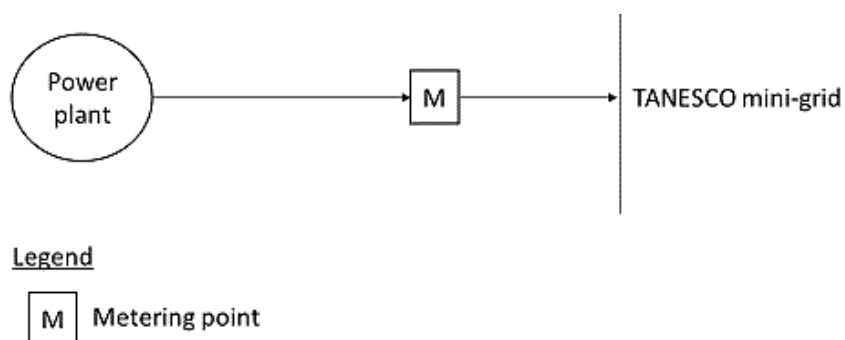 Power
plant
M
TANESCO mini-grid
Legend
M Metering point